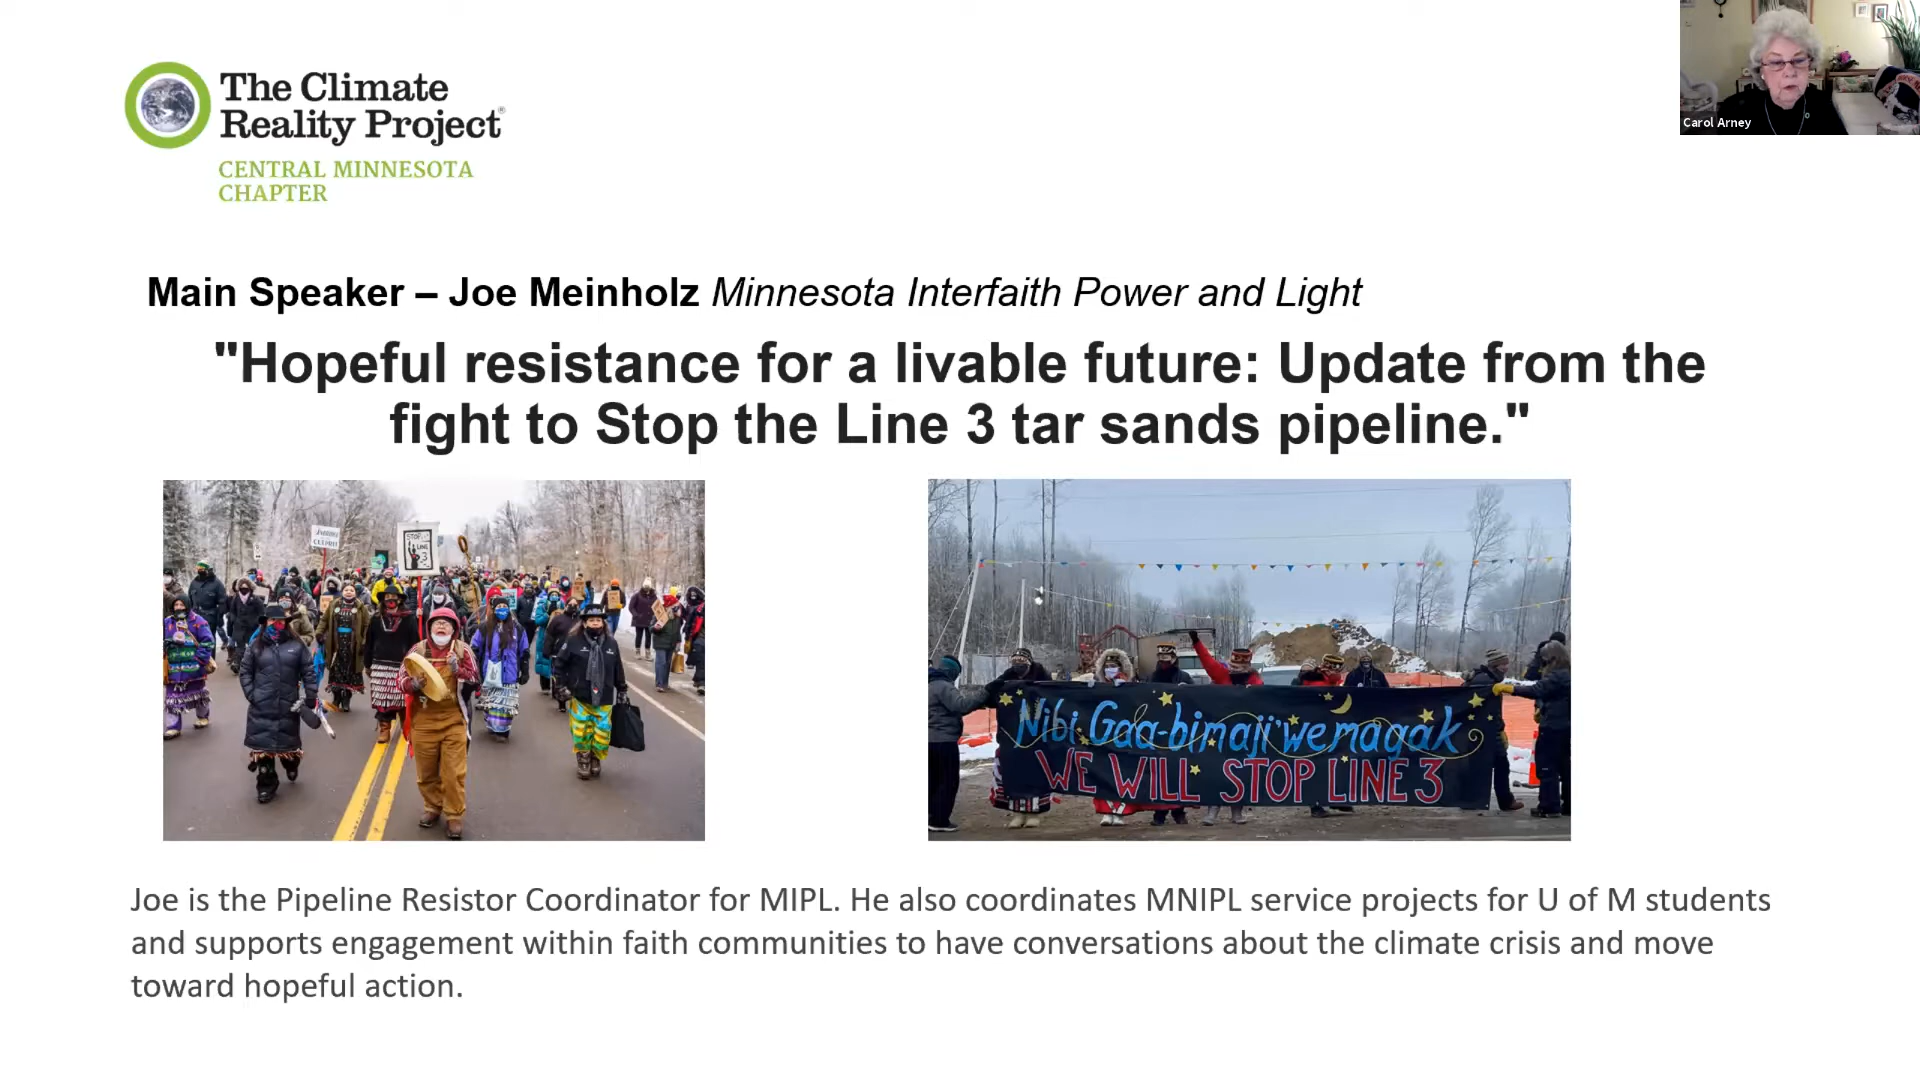 The Climate
Reality Project®
CENTRAL MINNESOTA
CHAPTER
Carol Arney
Main Speaker – Joe Meinholz Minnesota Interfaith Power and Light
"Hopeful resistance for a livable future: Update from the
fight to Stop the Line 3 tar sands pipeline."
STOP
LINE
3
Nibi Gaa-bimaji'wemagak
WE WILL STOP LINE 3
Joe is the Pipeline Resistor Coordinator for MIPL. He also coordinates MNIPL service projects for U of M students
and supports engagement within faith communities to have conversations about the climate crisis and move
toward hopeful action.